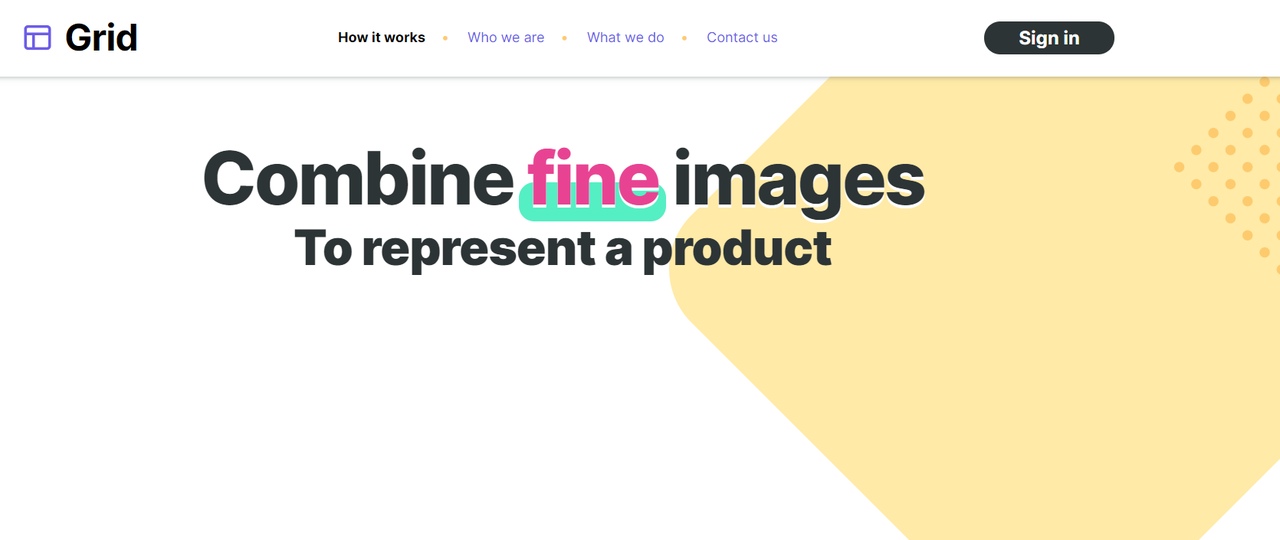 Grid
How it works • Who we are • What we do • Contact us
Sign in
Combine fine images
To represent a product